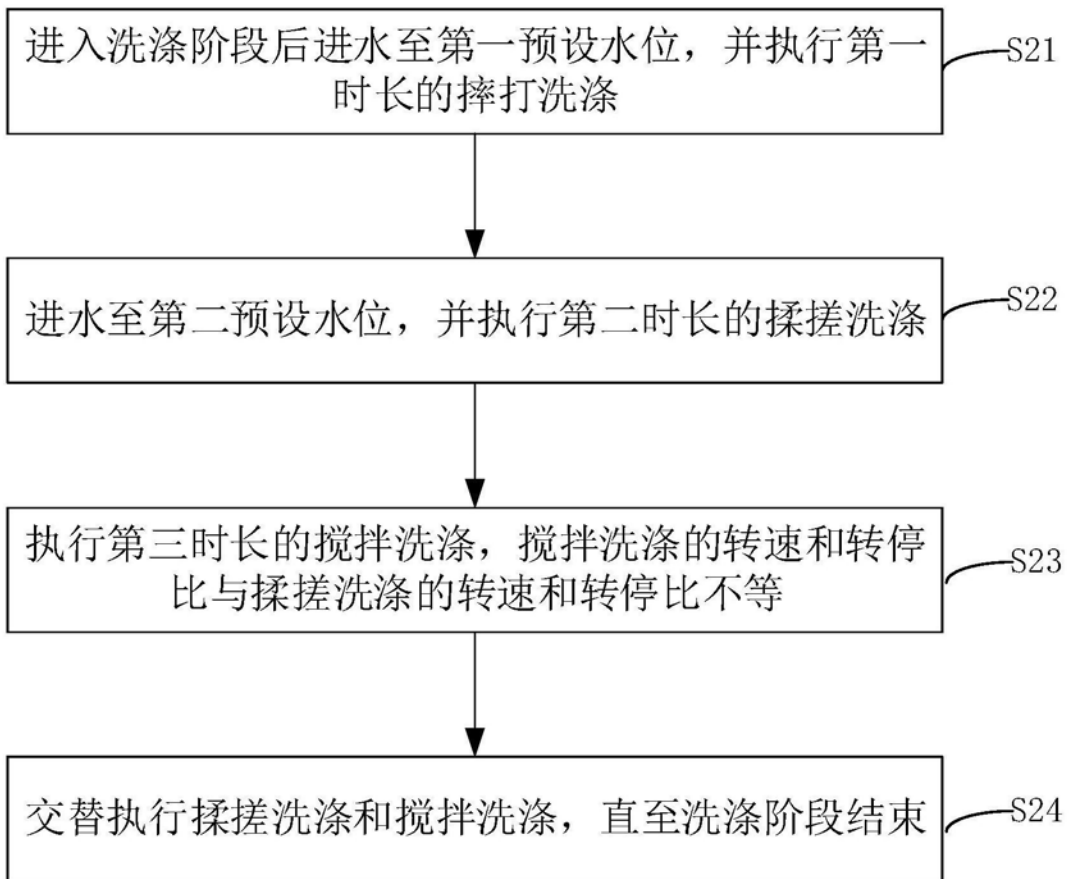 进入洗涤阶段后进水至第一预设水位，并执行第一
时长的摔打洗涤
S21
进水至第二预设水位，并执行第二时长的揉搓洗涤
S22
执行第三时长的搅拌洗涤，搅拌洗涤的转速和转停
比与揉搓洗涤的转速和转停比不等
S23
交替执行揉搓洗涤和搅拌洗涤，直至洗涤阶段结束
S24